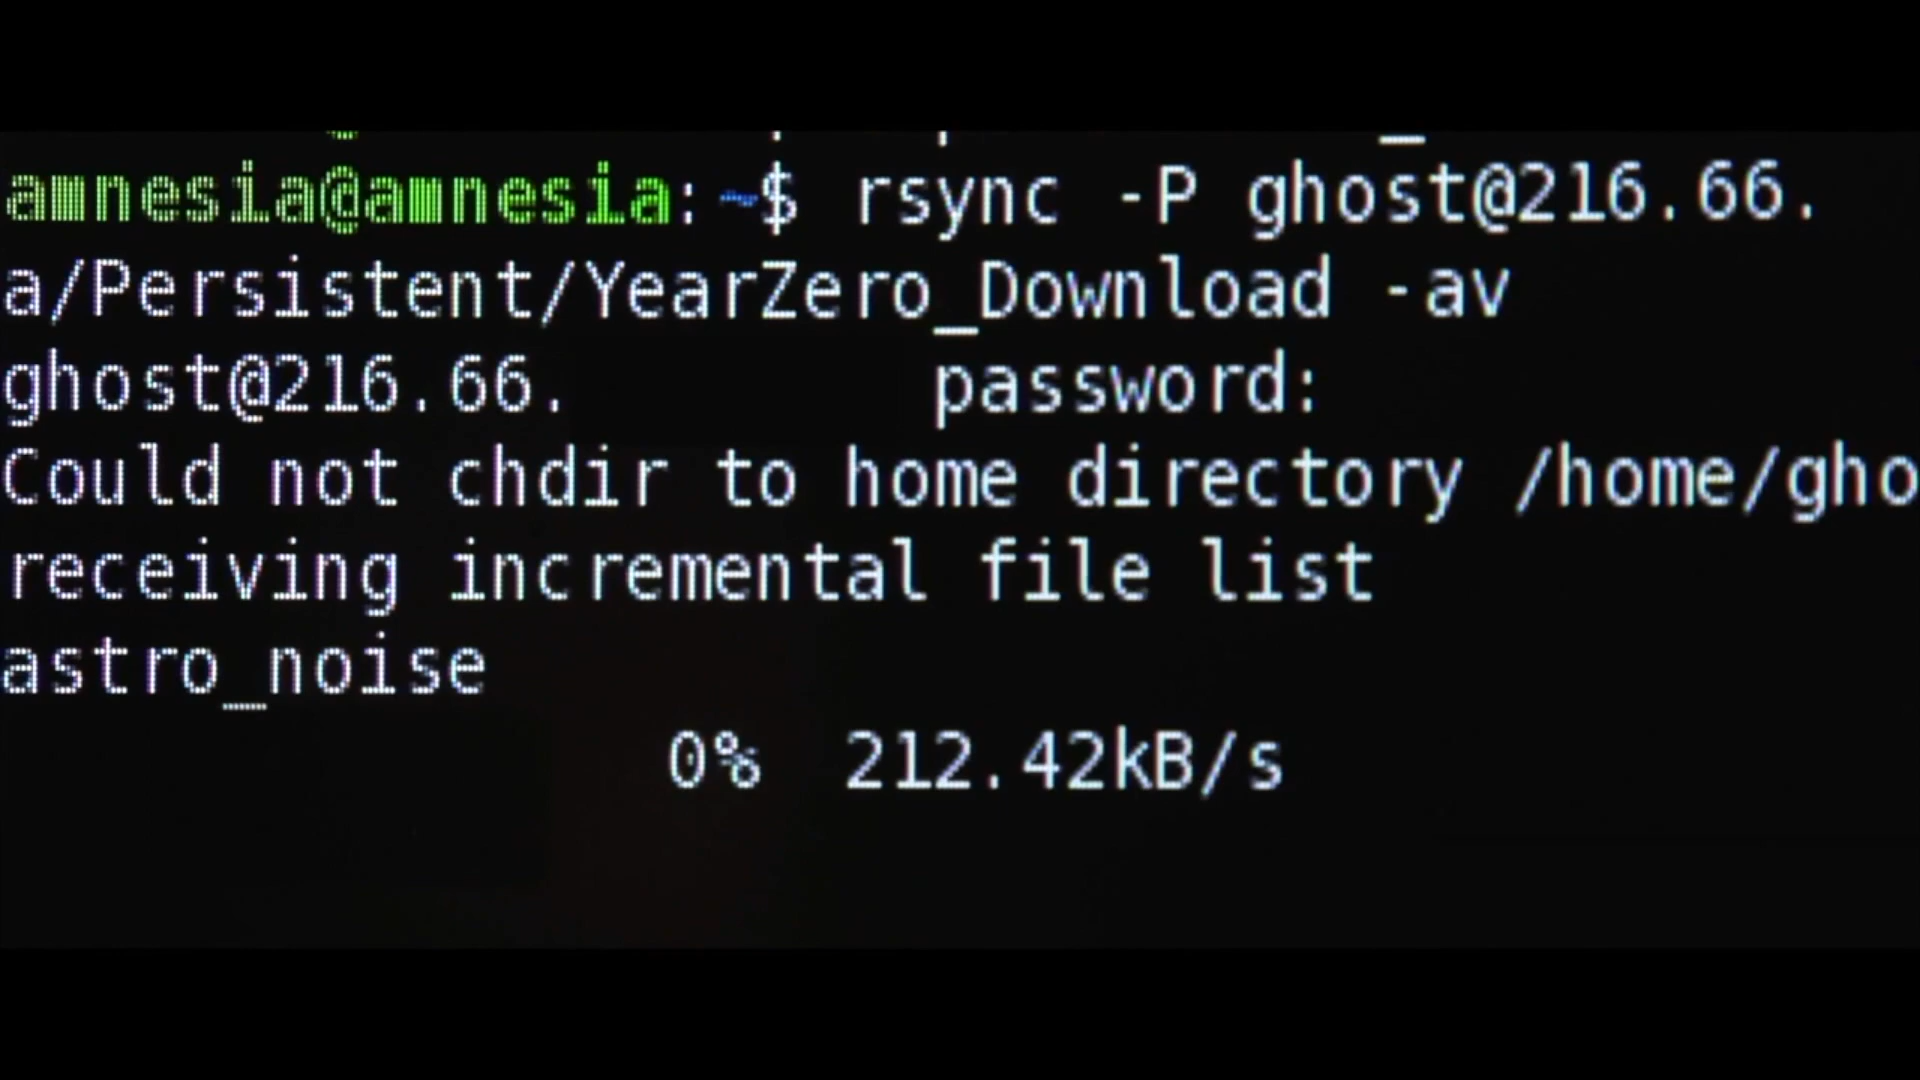 amnesia@amnesia:~$ rsync -P ghost@216.66.
a/Persistent/YearZero_Download -av
ghost@216.66. password:
Could not chdir to home directory /home/gho
receiving incremental file list
astro_noise
0% 212.42kB/s